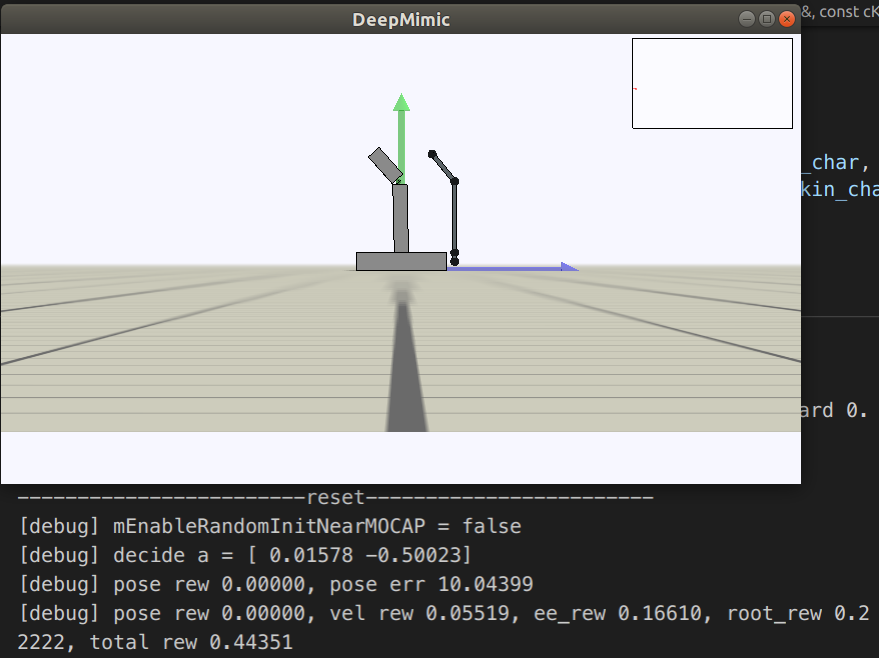 DeepMimic
&, const cK
_char,
kin_cha
ard 0.
------------------------reset------------------------
[debug] mEnableRandomInitNearMOCAP = false
[debug] decide a = [ 0.01578 -0.50023]
[debug] pose rew 0.00000, pose err 10.04399
[debug] pose rew 0.00000, vel rew 0.05519, ee_rew 0.16610, root_rew 0.2
2222, total rew 0.44351